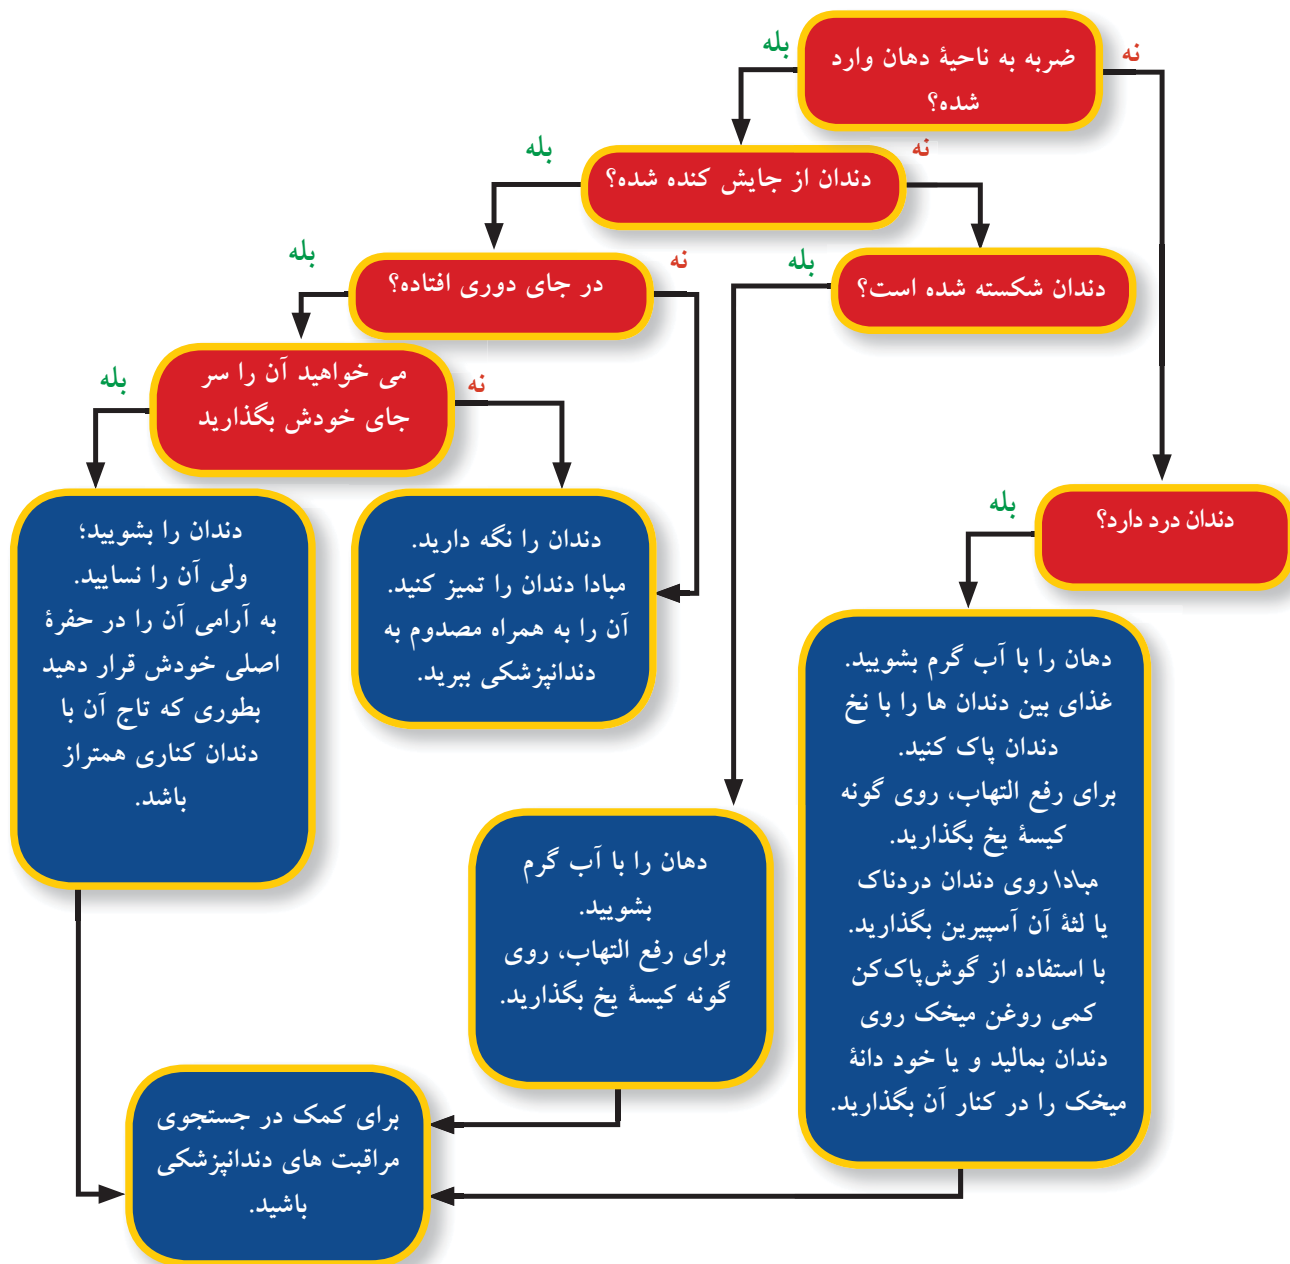 ضربه به ناحیۀ دهان وارد
شده؟
نه
بله
دندان از جایش کنده شده؟
نه
بله
دندان شکسته شده است؟
بله
در جای دوری افتاده؟
نه
بله
می خواهید آن را سر
جای خودش بگذارید
نه
بله
دندان درد دارد؟
بله
دندان را نگه دارید.
مبادا دندان را تمیز کنید.
آن را به همراه مصدوم به
دندانپزشکی ببرید.
دندان را بشویید؛
ولی آن را نسایید.
به آرامی آن را در حفرۀ
اصلی خودش قرار دهید
بطوری که تاج آن با
دندان کناری همتراز
باشد.
دهان را با آب گرم بشویید.
غذای بین دندان ها را با نخ
دندان پاک کنید.
برای رفع التهاب، روی گونه
کیسۀ یخ بگذارید.
مبادا روی دندان دردناک
یا لثۀ آن آسپیرین بگذارید.
با استفاده از گوش‌پاک‌کن
کمی روغن میخک روی
دندان بمالید و یا خود دانۀ
میخک را در کنار آن بگذارید.
دهان را با آب گرم
بشویید.
برای رفع التهاب، روی
گونه کیسۀ یخ بگذارید.
برای کمک در جستجوی
مراقبت های دندانپزشکی
باشید.